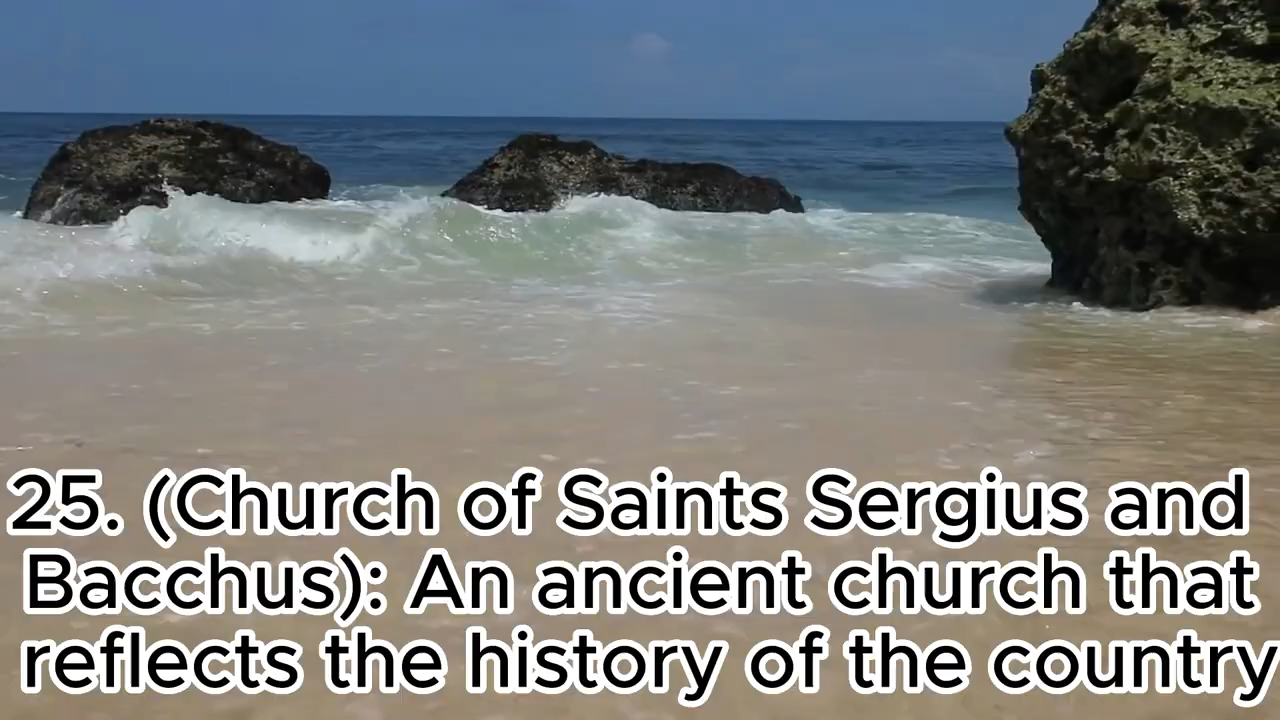 25. (Church of Saints Sergius and
Bacchus): An ancient church that
reflects the history of the country